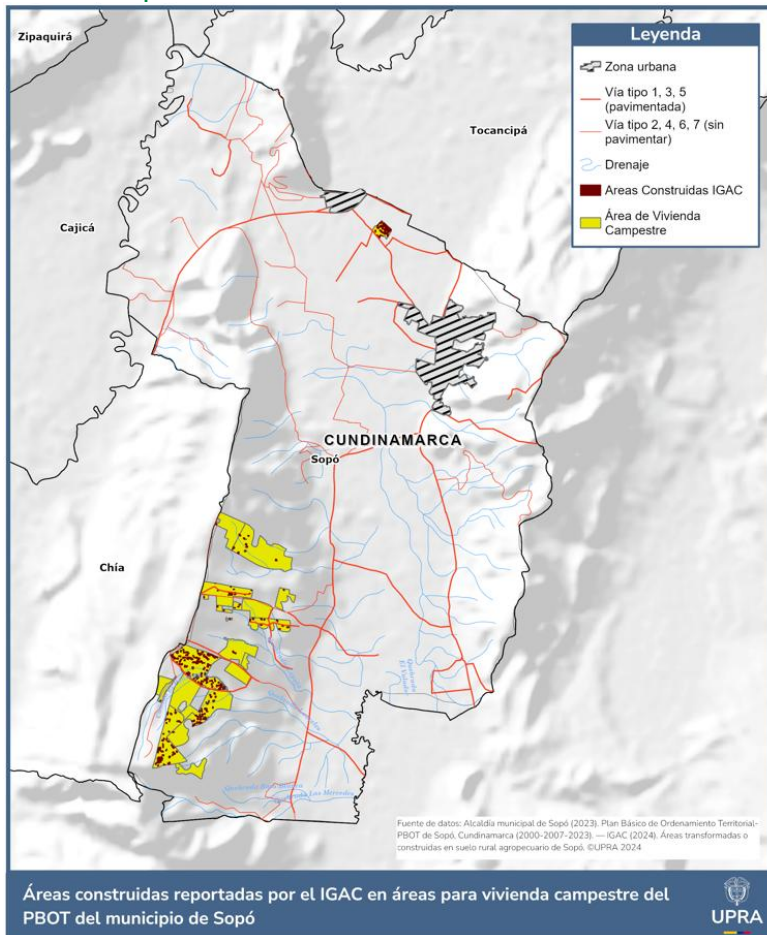 Zipaquirá
Tocancipá
Cajicá
CUNDINAMARCA
Sopó
Chía
Leyenda
Zona urbana
Vía tipo 1, 3, 5
(pavimentada)
Vía tipo 2, 4, 6, 7 (sin
pavimentar)
Drenaje
Areas Construidas IGAC
Área de Vivienda
Campestre
Fuente de datos: Alcaldía municipal de Sopó (2023). Plan Básico de Ordenamiento Territorial-
PBOT de Sopó, Cundinamarca (2000-2007-2023). — IGAC (2024). Áreas transformadas o
construidas en suelo rural agropecuario de Sopó. ©UPRA 2024
Áreas construidas reportadas por el IGAC en áreas para vivienda campestre del
PBOT del municipio de Sopó
UPRA